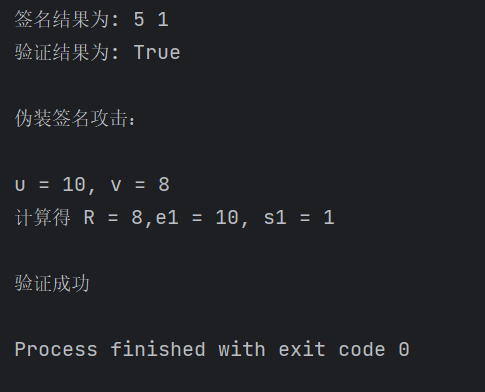 签名结果为: 5 1
验证结果为: True
伪装签名攻击:
u = 10, v = 8
计算得 R = 8,e1 = 10, s1 = 1
验证成功
Process finished with exit code 0